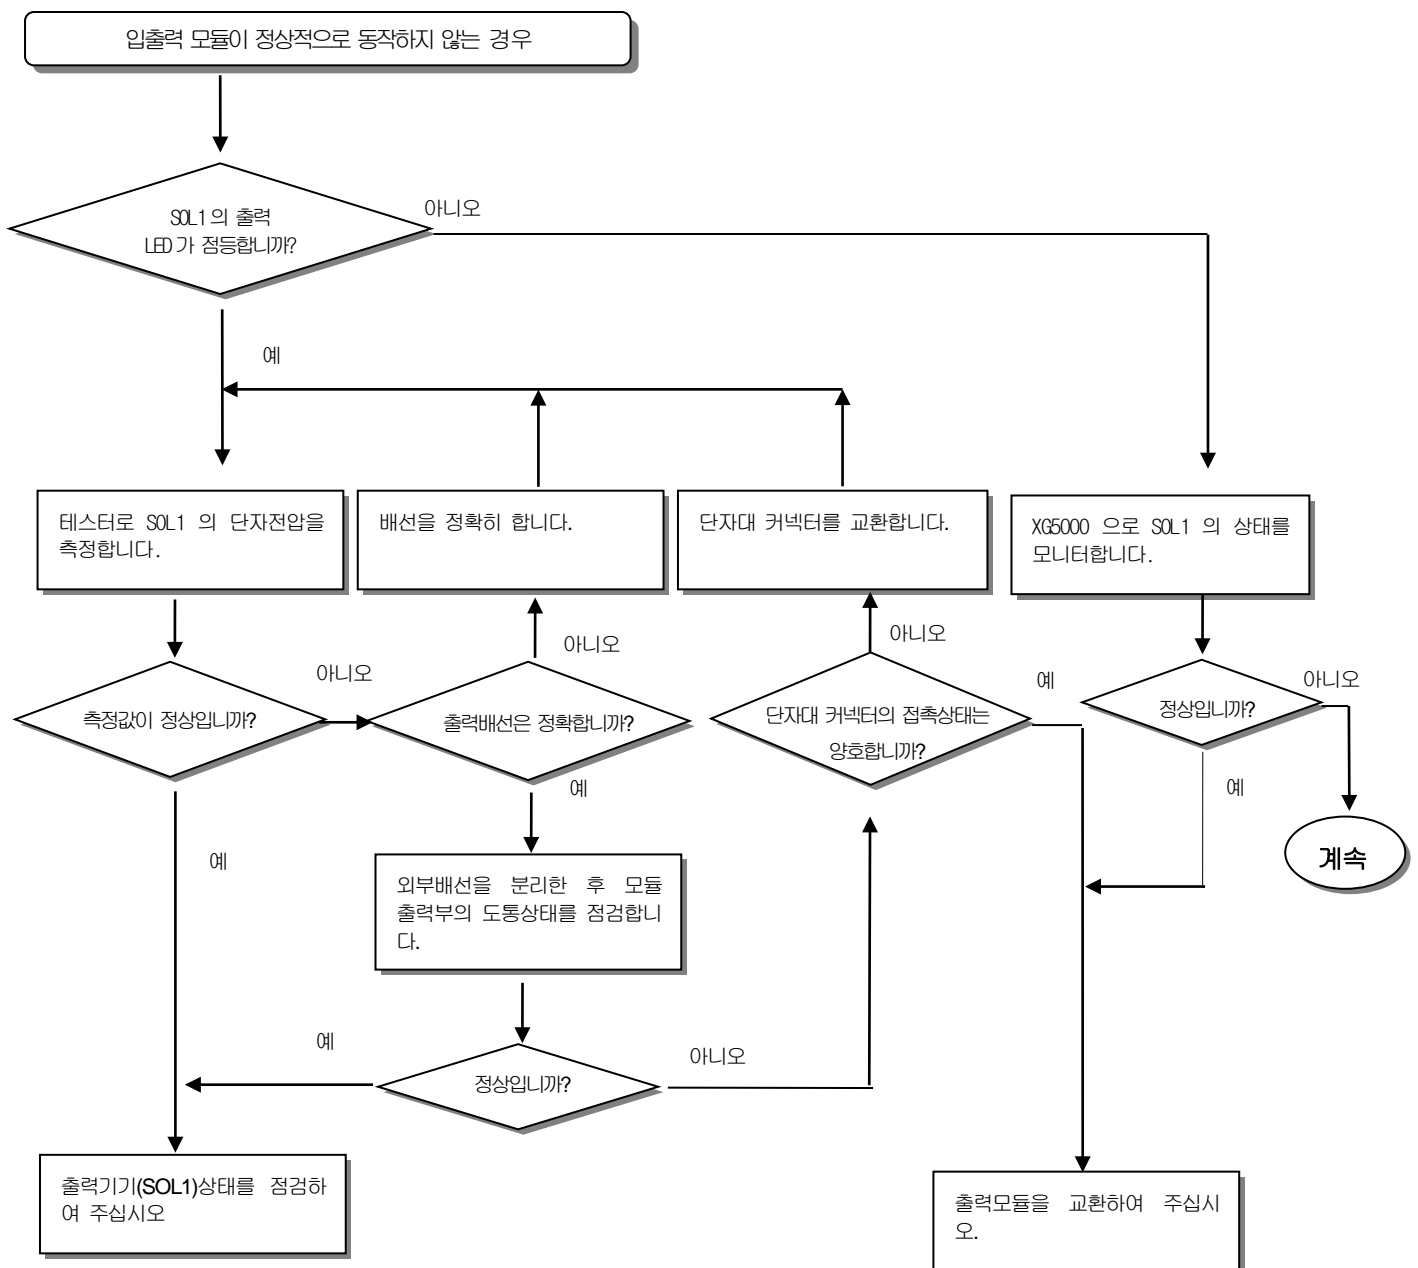 입출력 모듈이 정상적으로 동작하지 않는 경우
SOL1의 출력
LED가 점등합니까?
아니오
예
테스터로 SOL1 의 단자전압을
측정합니다.
배선을 정확히 합니다.
단자대 커넥터를 교환합니다.
XG5000 으로 SOL1 의 상태를
모니터합니다.
아니오
아니오
아니오
예
아니오
측정값이 정상입니까?
출력배선은 정확합니까?
단자대 커넥터의 접촉상태는
양호합니까?
정상입니까?
예
예
예
계속
외부배선을 분리한 후 모듈
출력부의 도통상태를 점검합니
다.
예
아니오
정상입니까?
출력기기(SOL1)상태를 점검하
여 주십시오
출력모듈을 교환하여 주십시
오.